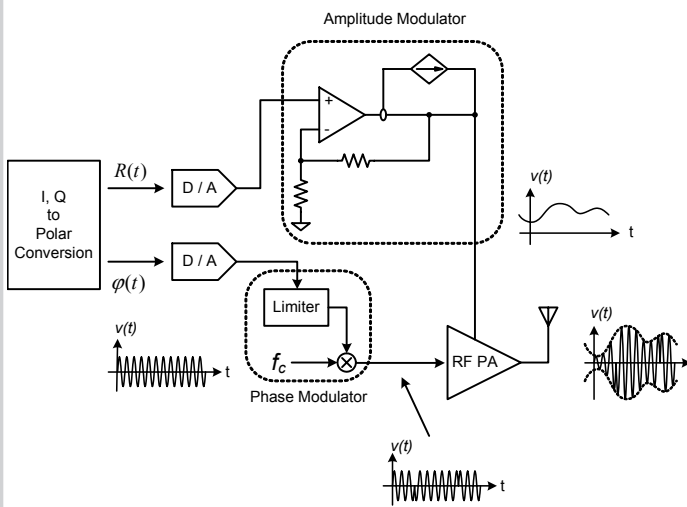 Amplitude Modulator
+
-
R(t)
D / A
I, Q
to
Polar
Conversion
v(t)
t
D / A
φ(t)
Limiter
v(t)
t
f_c
RF PA
v(t)
t
Phase Modulator
v(t)
t